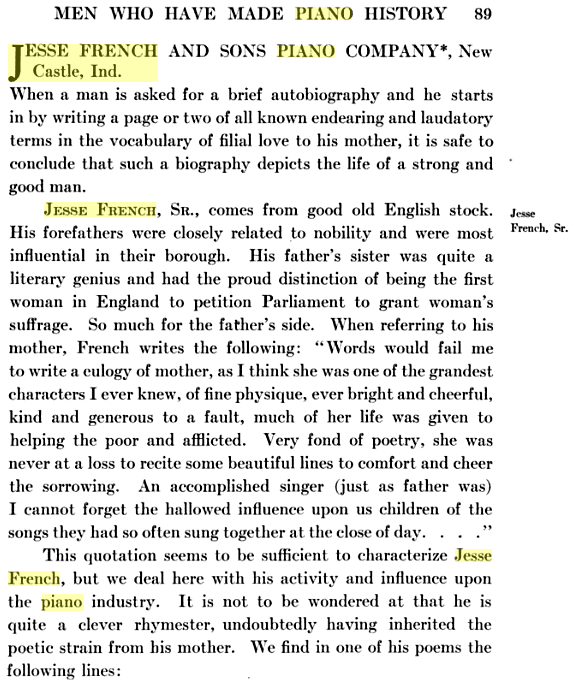 MEN WHO HAVE MADE PIANO HISTORY 89
JESSE FRENCH AND SONS PIANO COMPANY*, New
Castle, Ind.
When a man is asked for a brief autobiography and he starts
in by writing a page or two of all known endearing and laudatory
terms in the vocabulary of filial love to his mother, it is safe to
conclude that such a biography depicts the life of a strong and
good man.
JESSE FRENCH, SR., comes from good old English stock.
Jesse
French, Sr.
His forefathers were closely related to nobility and were most
influential in their borough. His father's sister was quite a
literary genius and had the proud distinction of being the first
woman in England to petition Parliament to grant woman's
suffrage. So much for the father's side. When referring to his
mother, French writes the following: "Words would fail me
to write a eulogy of mother, as I think she was one of the grandest
characters I ever knew, of fine physique, ever bright and cheerful,
kind and generous to a fault, much of her life was given to
helping the poor and afflicted. Very fond of poetry, she was
never at a loss to recite some beautiful lines to comfort and cheer
the sorrowing. An accomplished singer (just as father was)
I cannot forget the hallowed influence upon us children of the
songs they had so often sung together at the close of day. . . ."
This quotation seems to be sufficient to characterize Jesse
French, but we deal here with his activity and influence upon
the piano industry. It is not to be wondered at that he is
quite a clever rhymester, undoubtedly having inherited the
poetic strain from his mother. We find in one of his poems the
following lines: